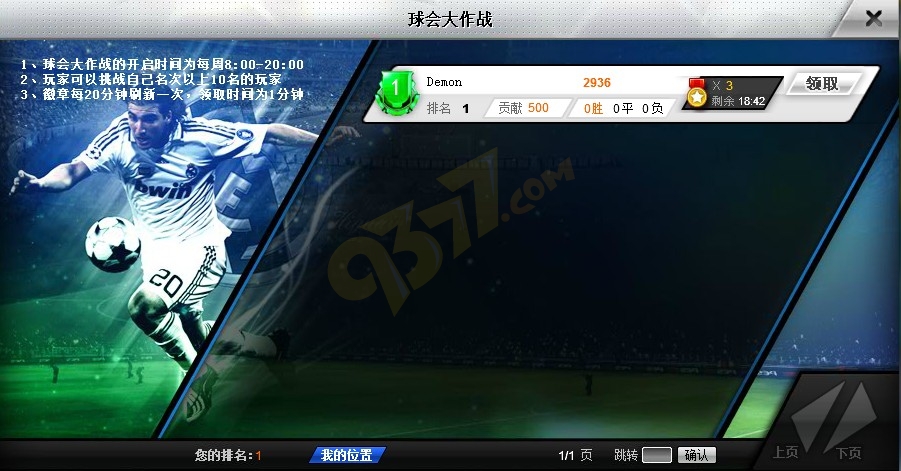 球会大作战
1、球会大作战的开启时间为每周8:00-20:00
2、玩家可以挑战自己名次以上10名的玩家
3、徽章每20分钟刷新一次，领取时间为1分钟
1 Demon 2936 X 3 领取
排名 1 贡献 500 0胜 0平 0负 剩余 18:42
9377.com
bwin
20
上页 下页
您的排名:1 我的位置 1/1 页 跳转 确认